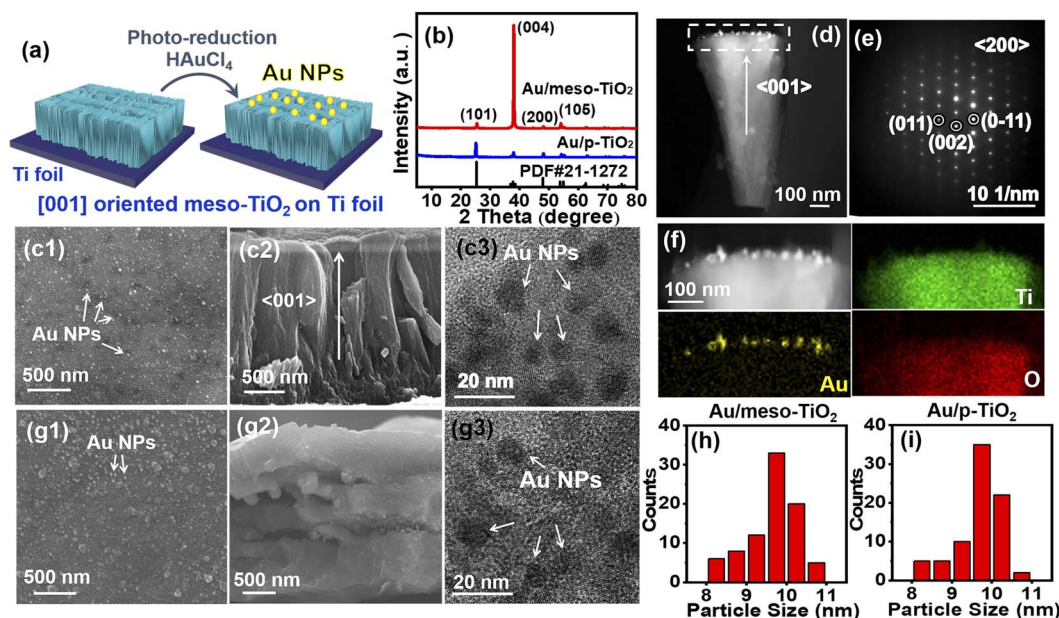 (a)
Photo-reduction
HAuCl4
Au NPs
Ti foil
[001] oriented meso-TiO2 on Ti foil
(b)
Intensity (a.u.)
(004)
Au/meso-TiO2
(101)
(200)
(105)
Au/p-TiO2
PDF#21-1272
10 20 30 40 50 60 70 80
2 Theta (degree)
(d)
<001>
100 nm
(e)
<200>
(011)
(0-11)
(002)
10 1/nm
(c1)
Au NPs
500 nm
(c2)
<001>
500 nm
(c3)
Au NPs
20 nm
(f)
100 nm
Ti
Au
O
(g1)
Au NPs
500 nm
(g2)
500 nm
(g3)
Au NPs
20 nm
Au/meso-TiO2
(h)
Counts
40
30
20
10
0
8 9 10 11
Particle Size (nm)
Au/p-TiO2
(i)
Counts
40
30
20
10
0
8 9 10 11
Particle Size (nm)